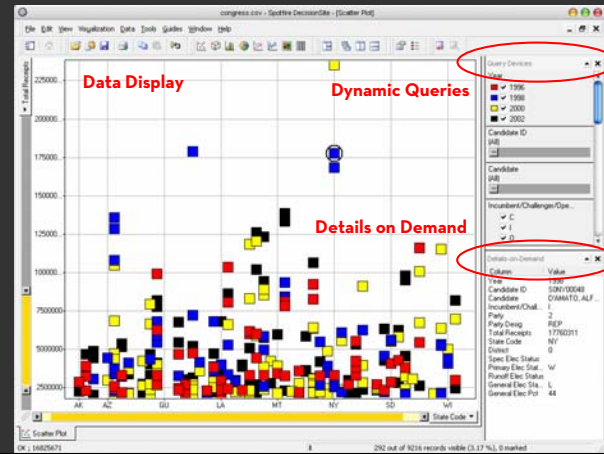 congress.csv - Spotfire DecisionSite - [Scatter Plot]
File Edit View Visualization Data Tools Guides Window Help
Total Receipts
225000..
200000..
175000..
150000..
125000..
100000..
7500000
5000000
2500000
AK AZ GU LA MT NY SD WI
State Code
Data Display
Dynamic Queries
Details on Demand
Query Devices
Year
1996
1998
2000
2002
Candidate ID
(All)
Candidate
(All)
Incumbent/Challenger/Ope...
C
I
O
Details-on-Demand
Column Value
Year 1998
Candidate ID S0NY00048
Candidate D'AMATO, ALF...
Incumbent/Chall... I
Party 2
Party Desig REP
Total Receipts 17760311
State Code NY
District 0
Spec Elec Status
Primary Elec Stat... W
Runoff Elec Status
General Elec Sta... L
General Elec Pct 44
Scatter Plot
OK ; 16825671
292 out of 9216 records visible (3.17 %), 0 marked